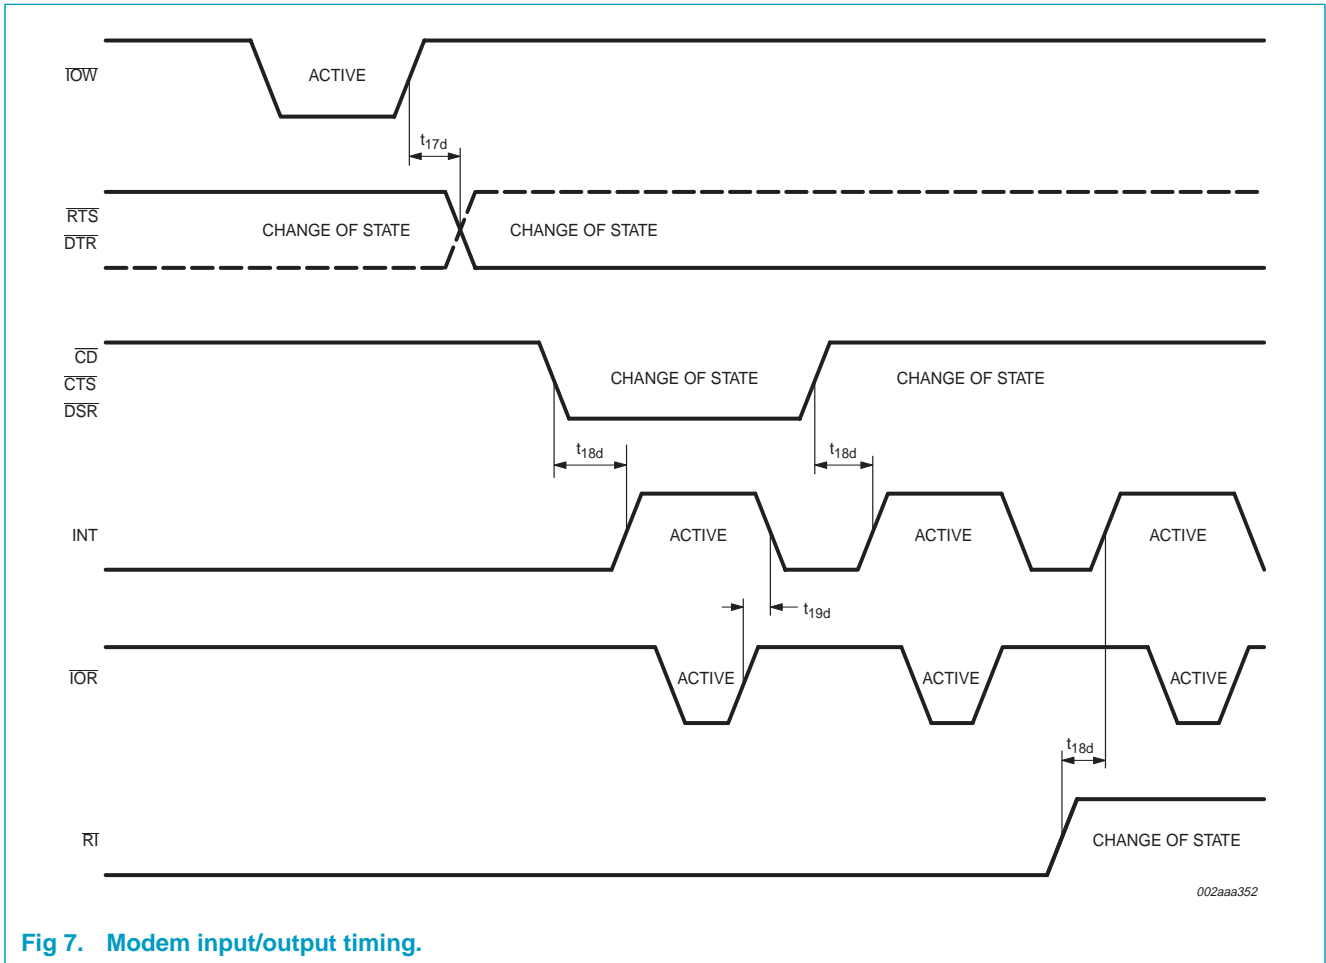 IOW
ACTIVE
t17d
RTS
DTR
CHANGE OF STATE
CHANGE OF STATE
CD
CTS
DSR
CHANGE OF STATE
CHANGE OF STATE
t18d
t18d
INT
ACTIVE
ACTIVE
ACTIVE
t19d
IOR
ACTIVE
ACTIVE
ACTIVE
t18d
RI
CHANGE OF STATE
002aaa352
Fig 7. Modem input/output timing.